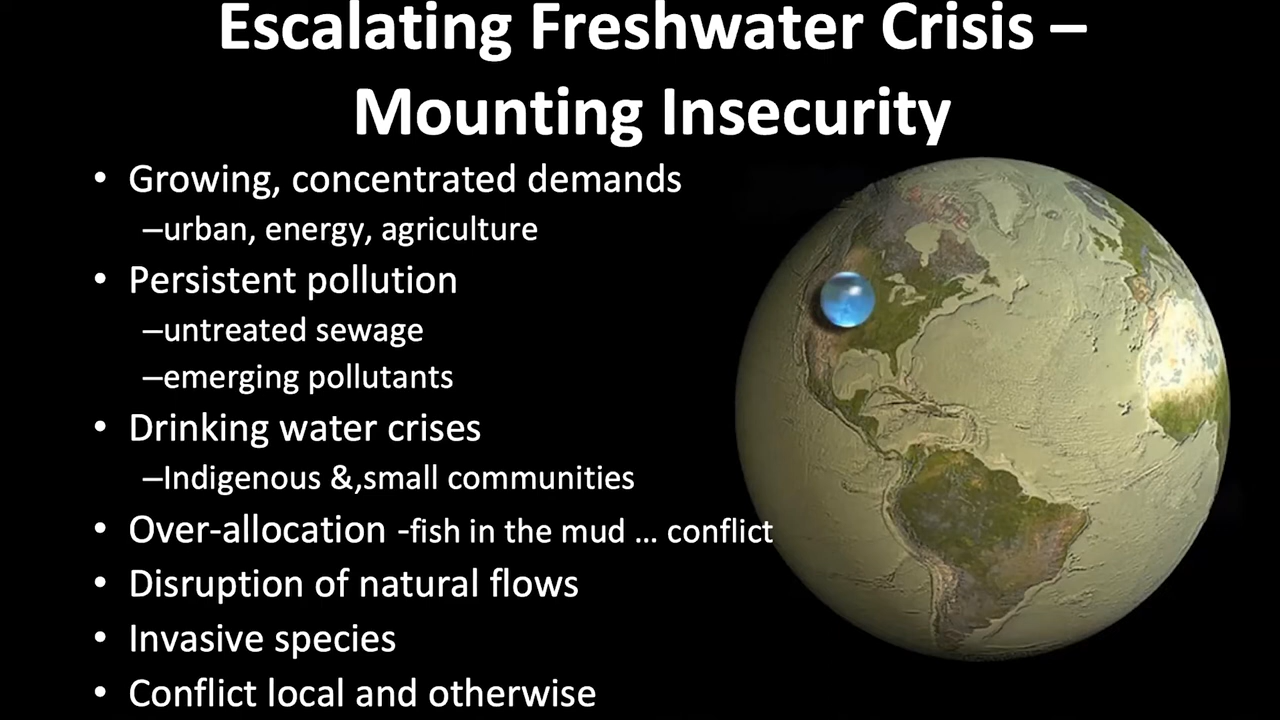 Escalating Freshwater Crisis –
Mounting Insecurity
• Growing, concentrated demands
–urban, energy, agriculture
• Persistent pollution
–untreated sewage
–emerging pollutants
• Drinking water crises
–Indigenous &,small communities
• Over-allocation -fish in the mud ... conflict
• Disruption of natural flows
• Invasive species
• Conflict local and otherwise